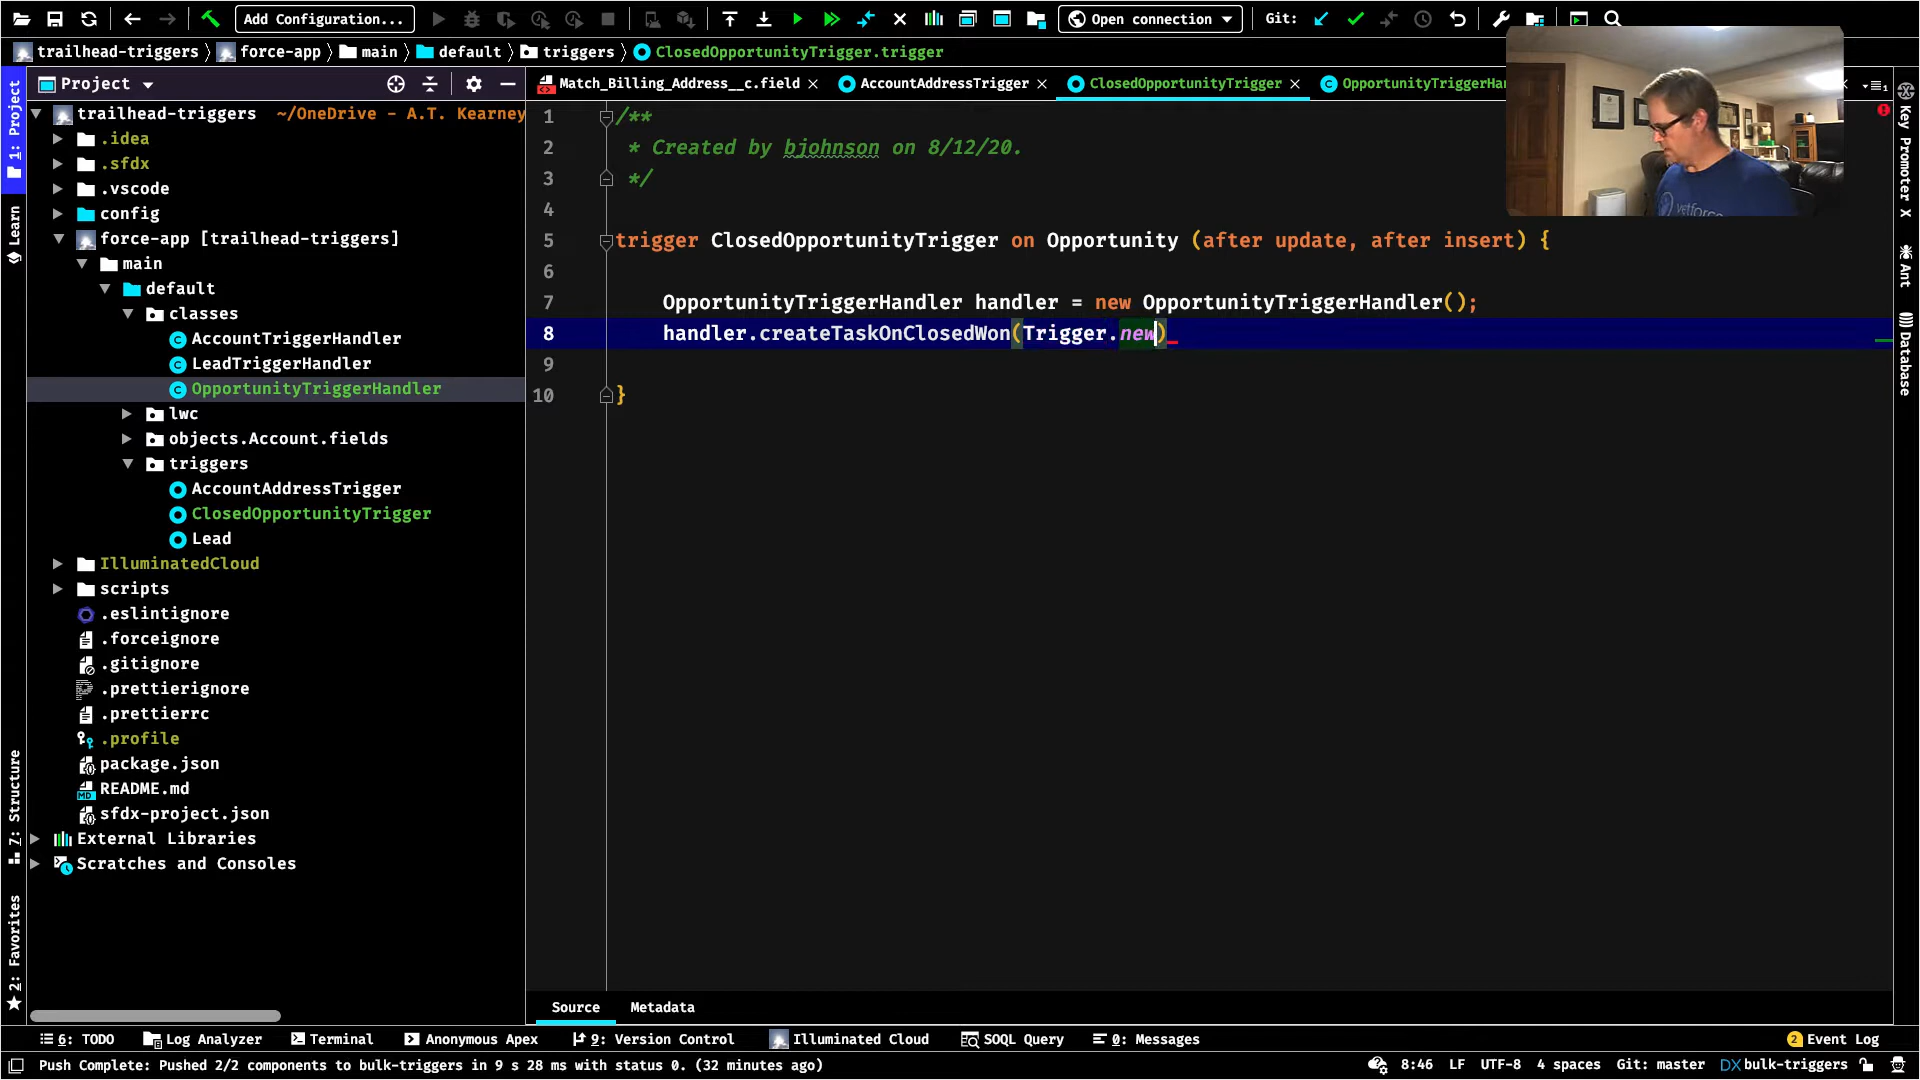 Add Configuration...
Open connection
Git:
trailhead-triggers
force-app
main
default
triggers
ClosedOpportunityTrigger.trigger
Project
Match_Billing_Address__c.field
AccountAddressTrigger
ClosedOpportunityTrigger
OpportunityTriggerHan
1
1: Project
Learn
7: Structure
2: Favorites
trailhead-triggers ~/OneDrive - A.T. Kearney
.idea
.sfdx
.vscode
config
force-app [trailhead-triggers]
main
default
classes
AccountTriggerHandler
LeadTriggerHandler
OpportunityTriggerHandler
lwc
objects.Account.fields
triggers
AccountAddressTrigger
ClosedOpportunityTrigger
Lead
IlluminatedCloud
scripts
.eslintignore
.forceignore
.gitignore
.prettierignore
.prettierrc
.profile
package.json
README.md
sfdx-project.json
External Libraries
Scratches and Consoles
1 /**
2 * Created by bjohnson on 8/12/20.
3 */
4
5 trigger ClosedOpportunityTrigger on Opportunity (after update, after insert) {
6
7 OpportunityTriggerHandler handler = new OpportunityTriggerHandler();
8 handler.createTaskOnClosedWon(Trigger.new)
9
10 }
vetforce
Key Promoter X
Ant
Database
Source
Metadata
6: TODO
Log Analyzer
Terminal
Anonymous Apex
9: Version Control
Illuminated Cloud
SOQL Query
0: Messages
2 Event Log
Push Complete: Pushed 2/2 components to bulk-triggers in 9 s 28 ms with status 0. (32 minutes ago)
8:46
LF
UTF-8
4 spaces
Git: master
DX bulk-triggers